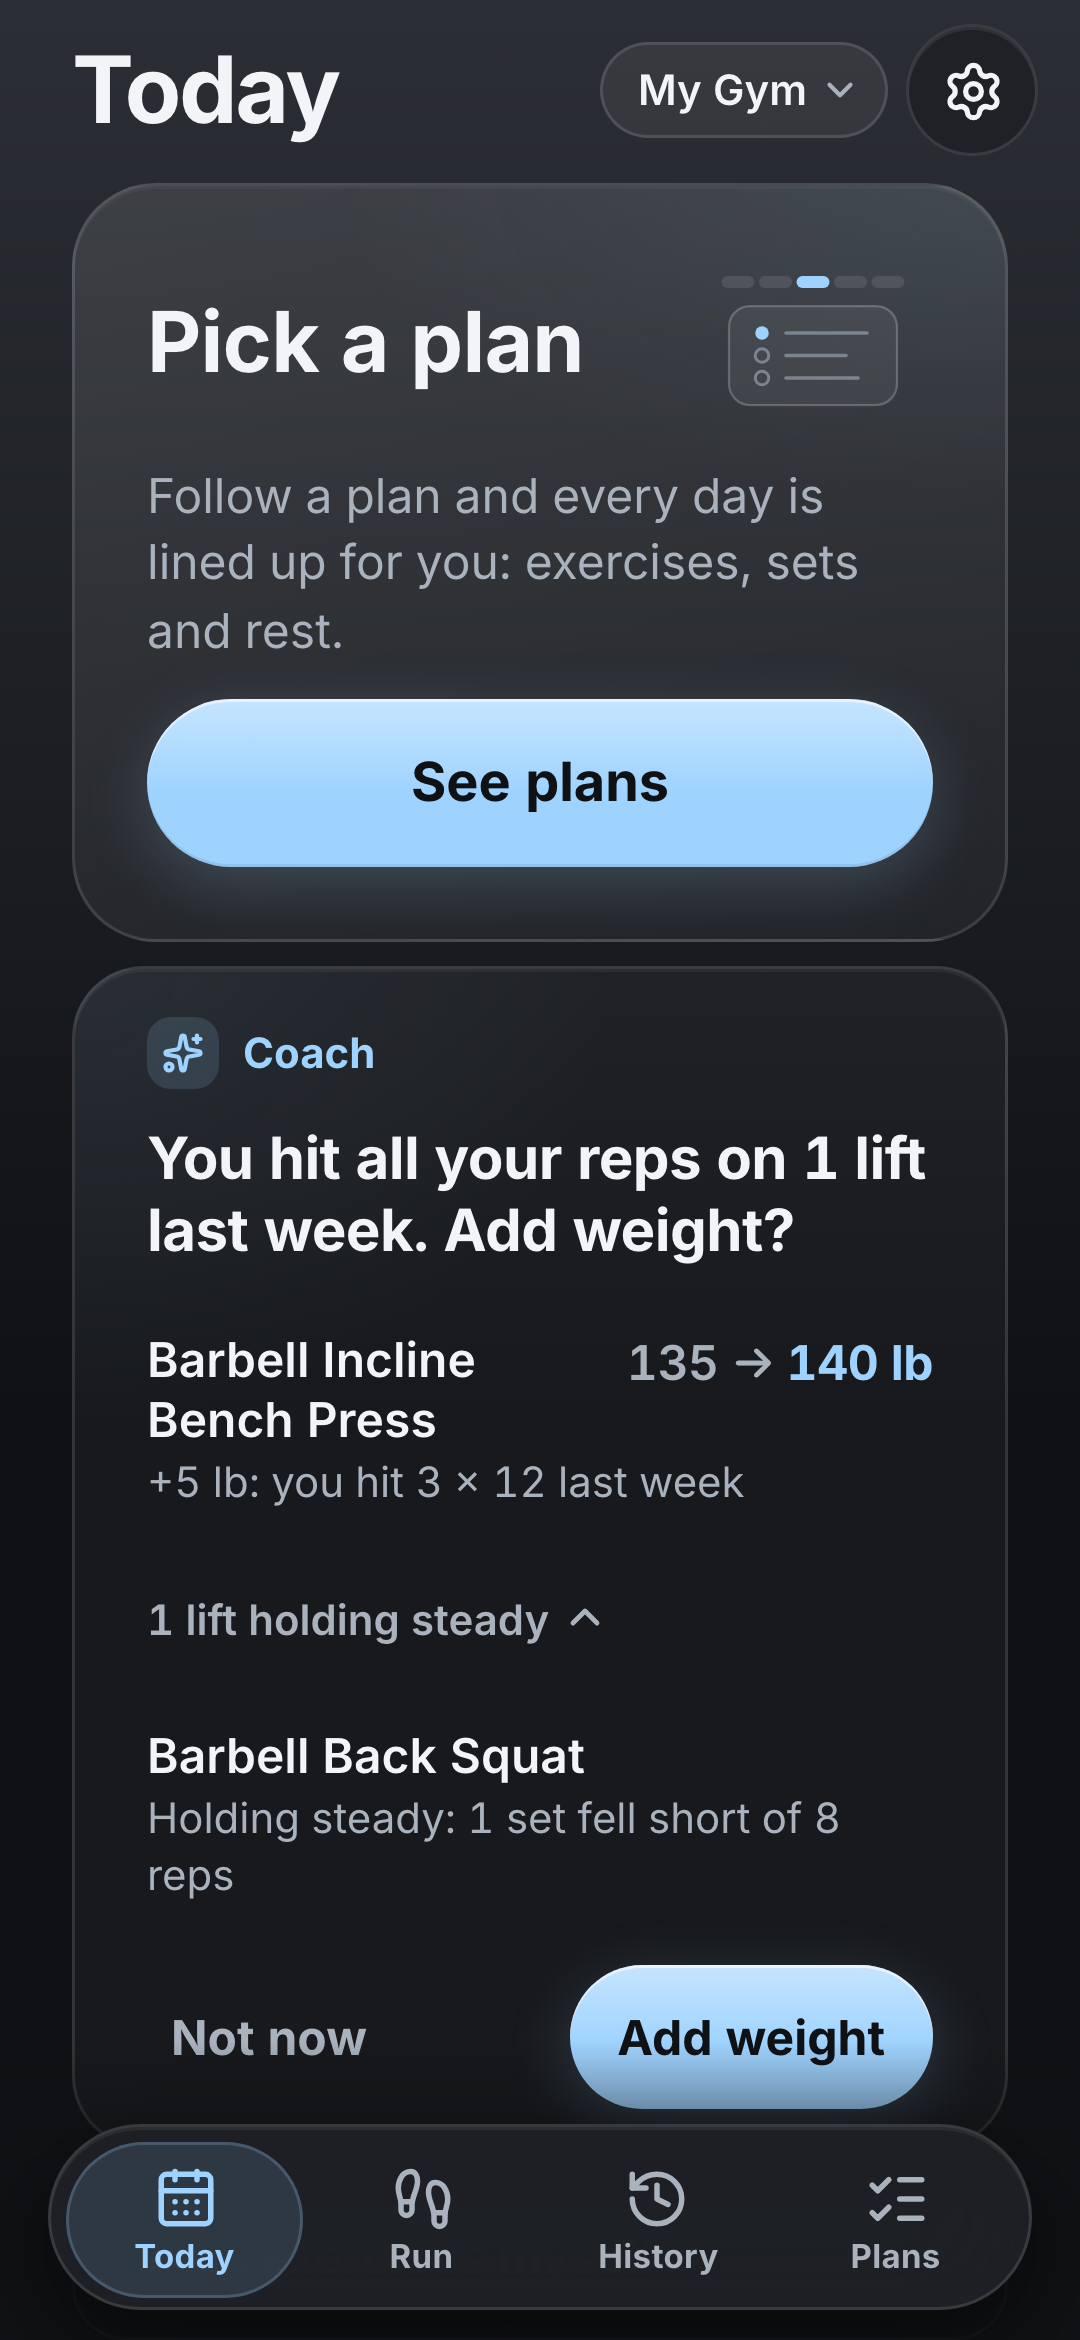 Today
My Gym
Pick a plan
Follow a plan and every day is
lined up for you: exercises, sets
and rest.
See plans
Coach
You hit all your reps on 1 lift
last week. Add weight?
Barbell Incline
Bench Press
135 → 140 lb
+5 lb: you hit 3 × 12 last week
1 lift holding steady
Barbell Back Squat
Holding steady: 1 set fell short of 8
reps
Not now
Add weight
Today
Run
History
Plans